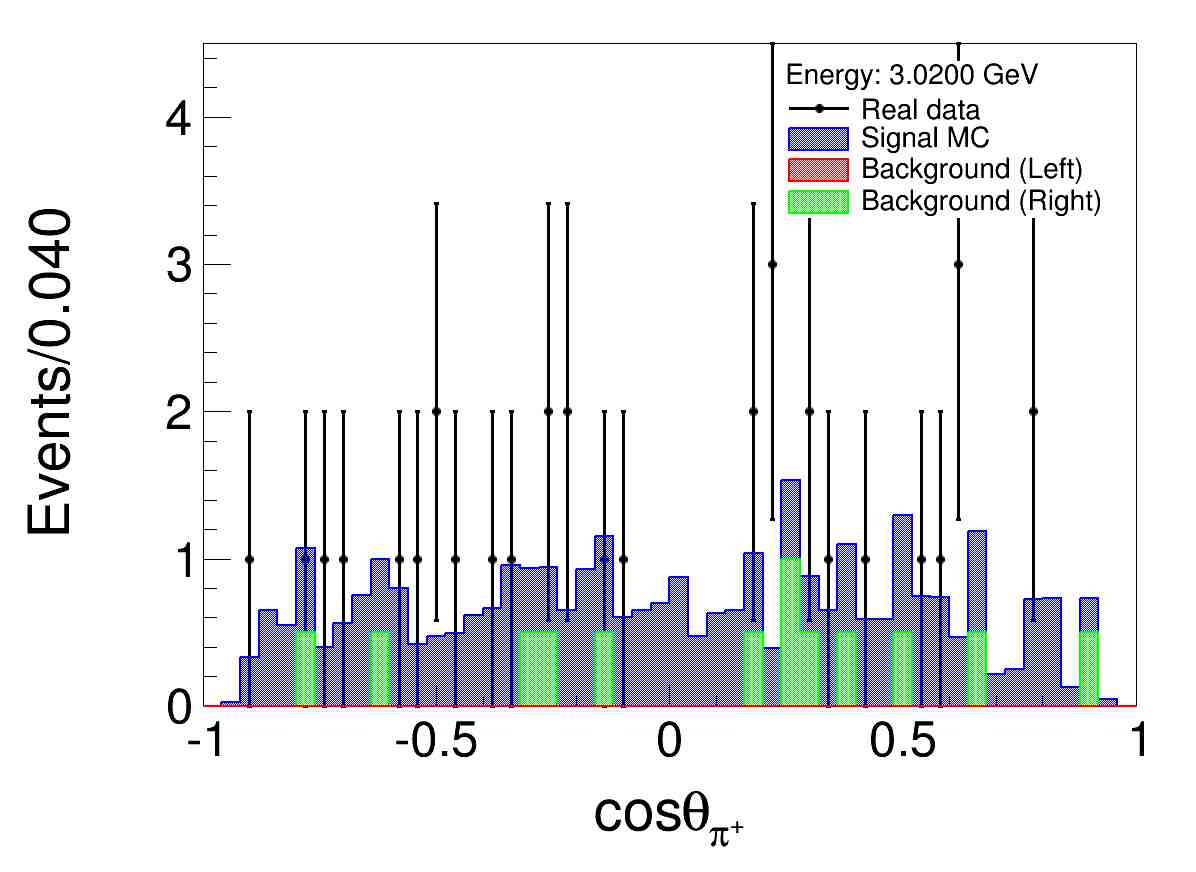 Energy: 3.0200 GeV
Real data
Signal MC
Background (Left)
Background (Right)
Events/0.040
4
3
2
1
0
-1
-0.5
0
0.5
1
cosθπ+